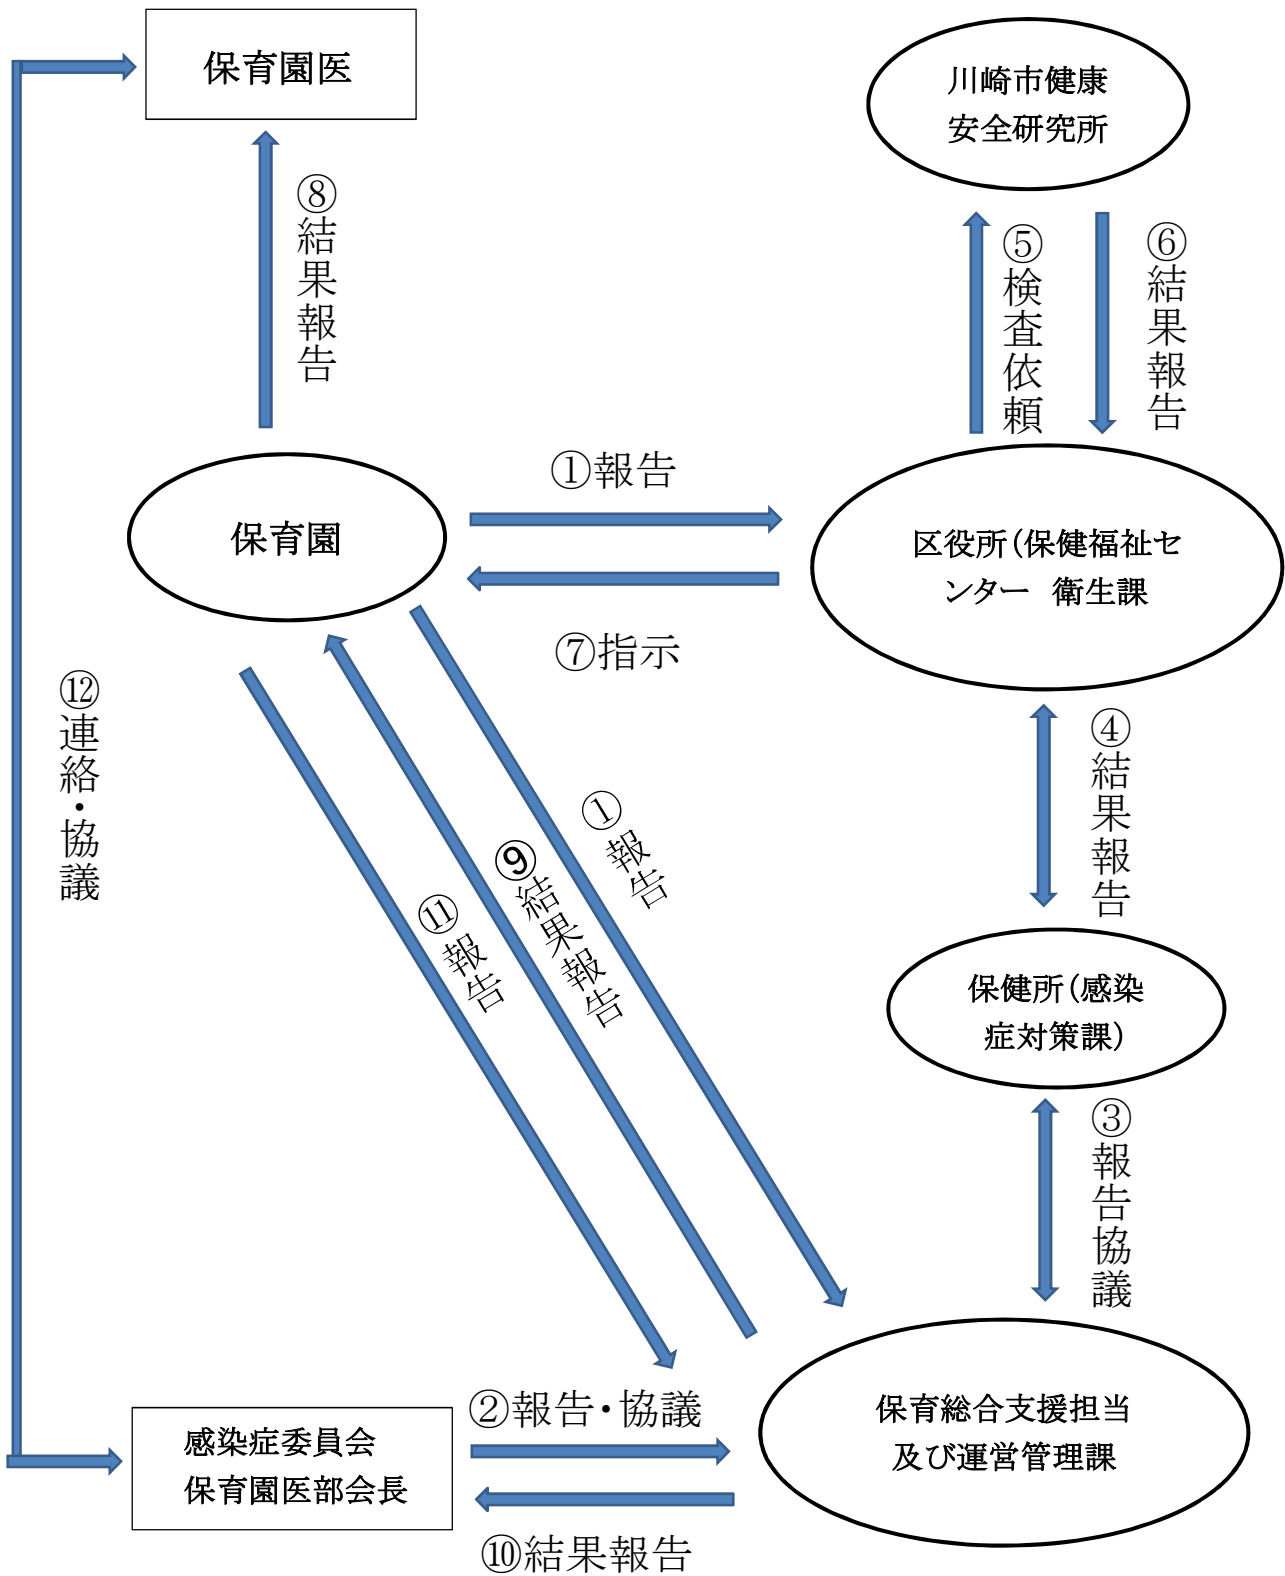 保育園医
川崎市健康
安全研究所
⑧結果報告
⑤検査依頼
⑥結果報告
①報告
保育園
区役所(保健福祉セ
ンター　衛生課
⑦指示
⑫連絡・協議
④結果報告
①報告
⑨結果報告
⑪報告
保健所(感染
症対策課)
③報告協議
②報告・協議
保育総合支援担当
及び運営管理課
感染症委員会
保育園医部会長
⑩結果報告